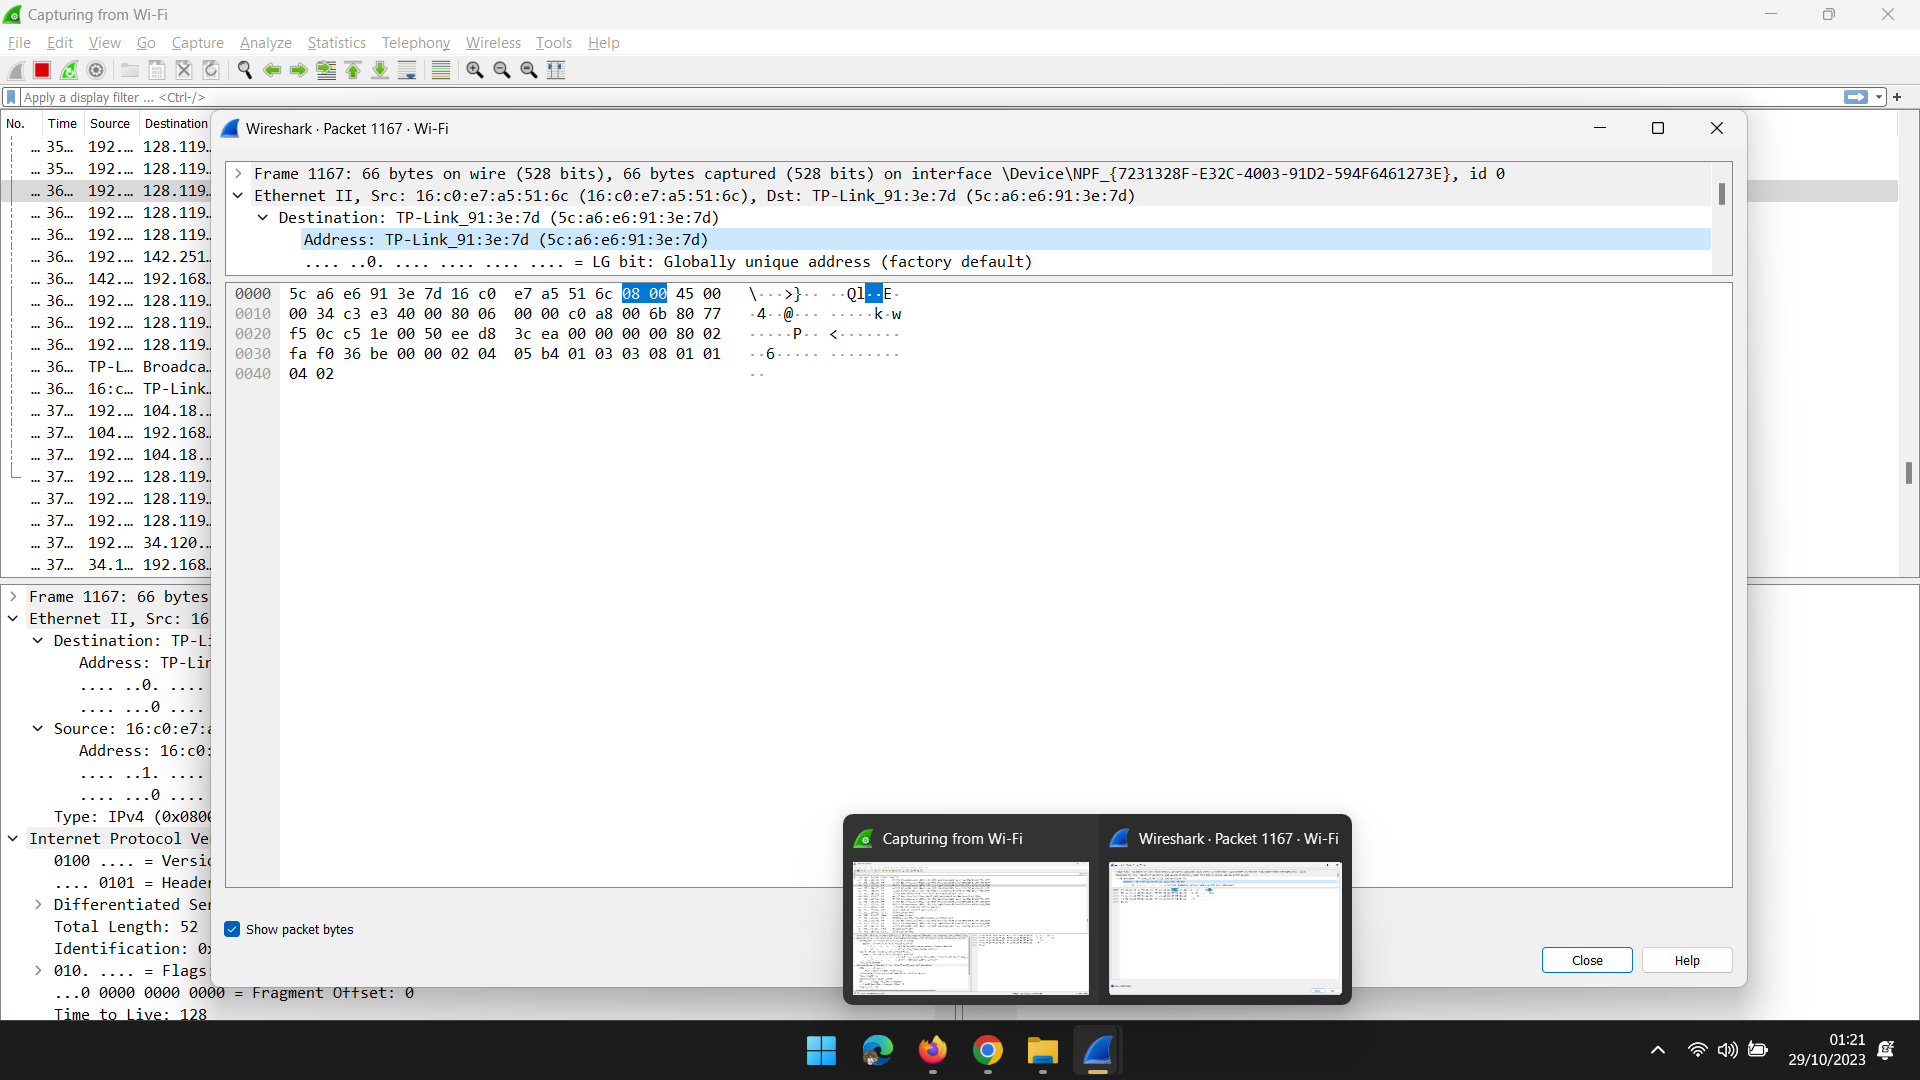 Capturing from Wi-Fi
File Edit View Go Capture Analyze Statistics Telephony Wireless Tools Help
Apply a display filter ... <Ctrl-/>
No. Time Source Destination
... 35... 192.... 128.119...
... 35... 192.... 128.119...
... 36... 192.... 128.119...
... 36... 192.... 128.119...
... 36... 192.... 128.119...
... 36... 192.... 142.251...
... 36... 142.... 192.168...
... 36... 192.... 128.119...
... 36... 192.... 128.119...
... 36... 192.... 128.119...
... 36... TP-L... Broadca...
... 36... 16:c... TP-Link...
... 37... 192.... 104.18...
... 37... 104.... 192.168...
... 37... 192.... 104.18...
... 37... 192.... 128.119...
... 37... 192.... 128.119...
... 37... 192.... 128.119...
... 37... 192.... 34.120...
... 37... 34.1... 192.168...
Frame 1167: 66 bytes
Ethernet II, Src: 16
Destination: TP-Li
Address: TP-Lin
.... ..0. ....
.... ...0 ....
Source: 16:c0:e7:a
Address: 16:c0:
.... ..1. ....
.... ...0 ....
Type: IPv4 (0x0800
Internet Protocol Ve
0100 .... = Versio
.... 0101 = Header
Differentiated Ser
Total Length: 52
Identification: 0x
010. .... = Flags:
...0 0000 0000 0000 = Fragment Offset: 0
Time to Live: 128
Wireshark · Packet 1167 · Wi-Fi
Frame 1167: 66 bytes on wire (528 bits), 66 bytes captured (528 bits) on interface \Device\NPF_{7231328F-E32C-4003-91D2-594F6461273E}, id 0
Ethernet II, Src: 16:c0:e7:a5:51:6c (16:c0:e7:a5:51:6c), Dst: TP-Link_91:3e:7d (5c:a6:e6:91:3e:7d)
Destination: TP-Link_91:3e:7d (5c:a6:e6:91:3e:7d)
Address: TP-Link_91:3e:7d (5c:a6:e6:91:3e:7d)
.... ..0. .... .... .... .... = LG bit: Globally unique address (factory default)
0000 5c a6 e6 91 3e 7d 16 c0 e7 a5 51 6c 08 00 45 00 \···>}·· ··Ql··E·
0010 00 34 c3 e3 40 00 80 06 00 00 c0 a8 00 6b 80 77 ·4··@··· ·····k·w
0020 f5 0c c5 1e 00 50 ee d8 3c ea 00 00 00 00 80 02 ·····P·· <·······
0030 fa f0 36 be 00 00 02 04 05 b4 01 03 03 08 01 01 ··6····· ········
0040 04 02 ··
Show packet bytes
Close
Help
Capturing from Wi-Fi
Wireshark · Packet 1167 · Wi-Fi
01:21
29/10/2023